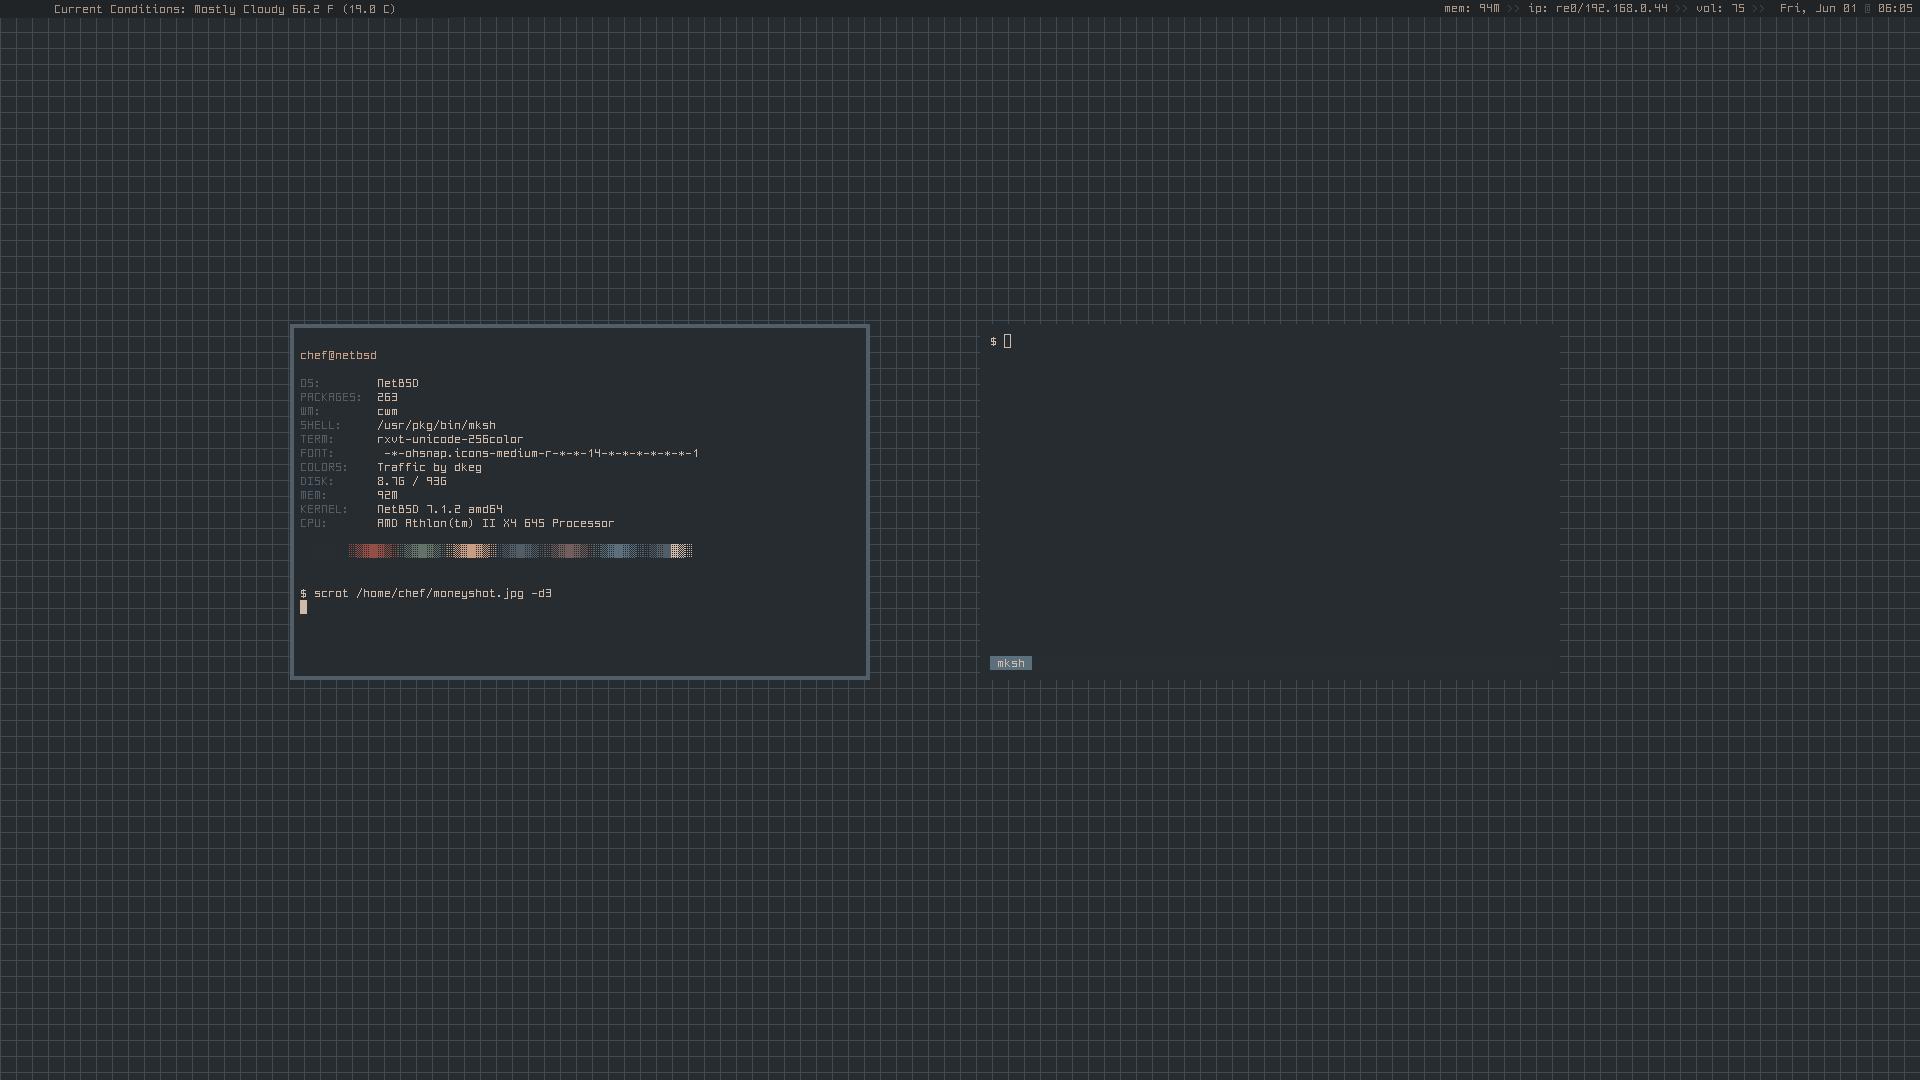 Current Conditions: Mostly Cloudy 66.2 F (19.0 C)
mem: 94M >> ip: re0/192.168.0.44 >> vol: 75 >> Fri, Jun 01 @ 06:05
chef@netbsd
OS: NetBSD
PACKAGES: 263
WM: cwm
SHELL: /usr/pkg/bin/mksh
TERM: rxvt-unicode-256color
FONT: -*-ohsnap.icons-medium-r-*-*-14-*-*-*-*-*-*-1
COLORS: Traffic by dkeg
DISK: 8.7G / 93G
MEM: 92M
KERNEL: NetBSD 7.1.2 amd64
CPU: AMD Athlon(tm) II X4 645 Processor
$ scrot /home/chef/moneyshot.jpg -d3
$
mksh